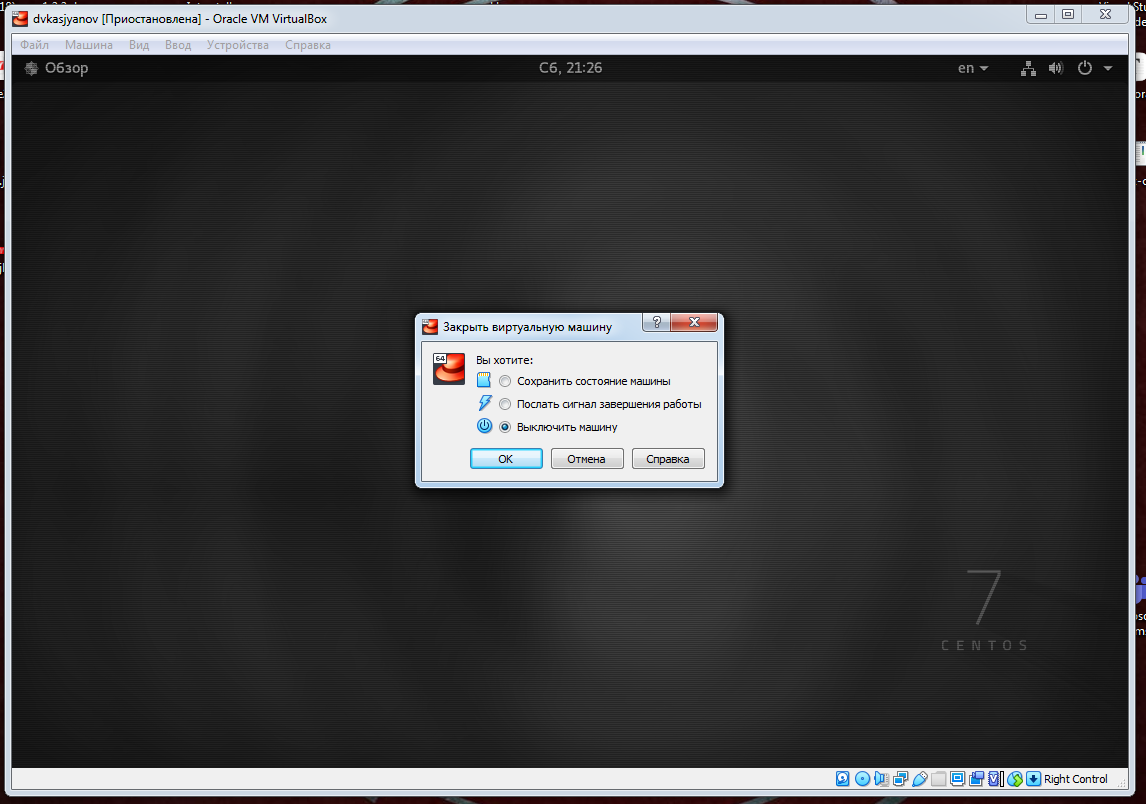 dvkasjyanov [Приостановлена] - Oracle VM VirtualBox
Файл Машина Вид Ввод Устройства Справка
Обзор Сб, 21:26 en
Закрыть виртуальную машину
64
Вы хотите:
Сохранить состояние машины
Послать сигнал завершения работы
Выключить машину
OK Отмена Справка
7
CENTOS
Right Control